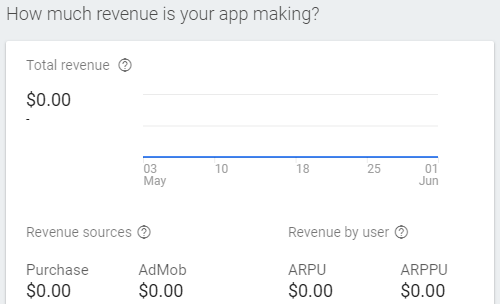 How much revenue is your app making?
Total revenue ?
$0.00
-
03 10 18 25 01
May Jun
Revenue sources ? Revenue by user ?
Purchase AdMob ARPU ARPPU
$0.00 $0.00 $0.00 $0.00